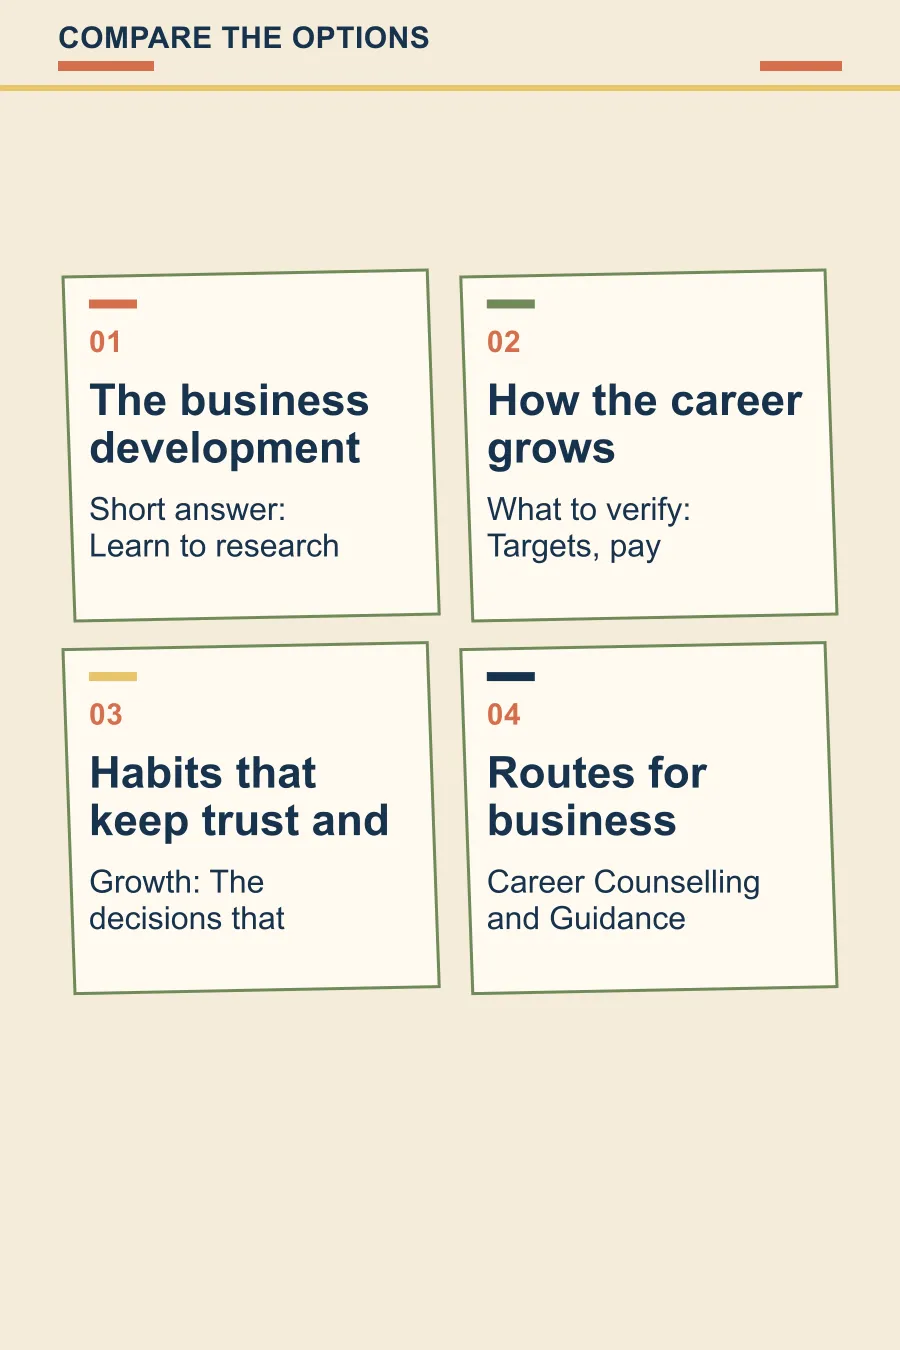 COMPARE THE OPTIONS
01
The business
development
Short answer:
Learn to research
02
How the career
grows
What to verify:
Targets, pay
03
Habits that
keep trust and
Growth: The
decisions that
04
Routes for
business
Career Counselling
and Guidance